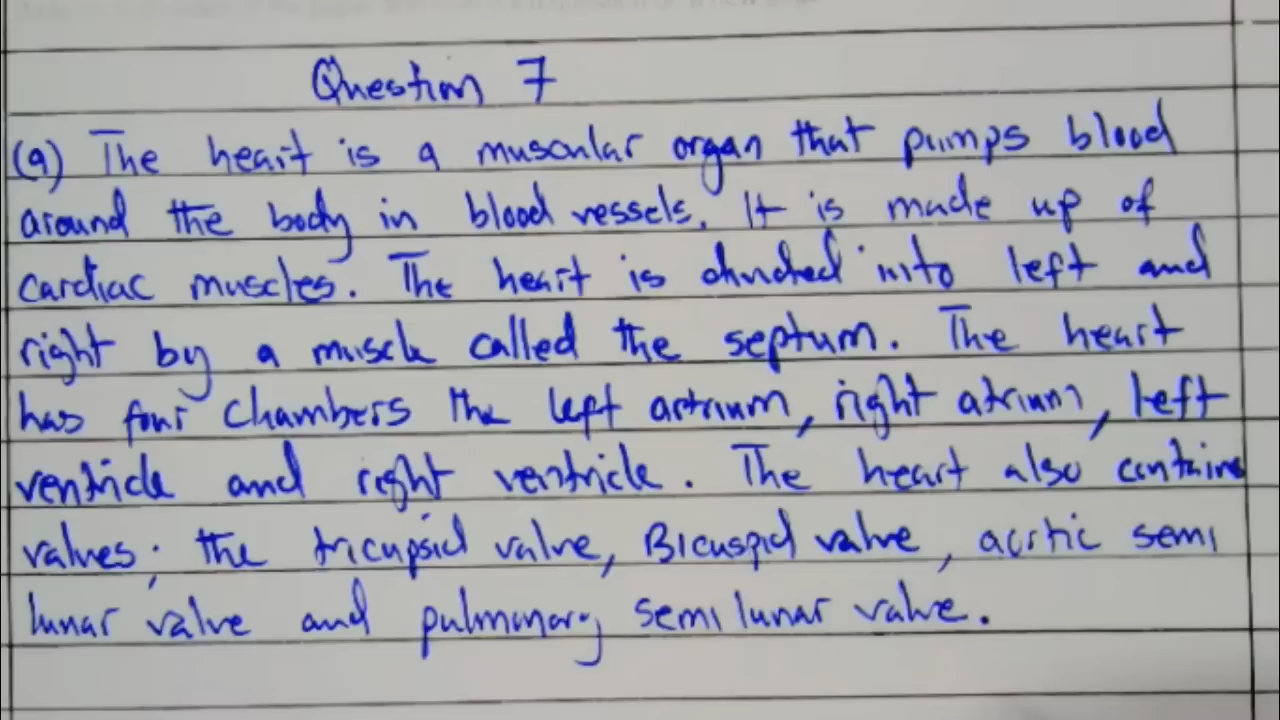 Question 7
(a) The heart is a muscular organ that pumps blood
around the body in blood vessels. It is made up of
cardiac muscles. The heart is divided into left and
right by a muscle called the septum. The heart
has four chambers the left artrium, right atrium, left
ventricle and right ventricle. The heart also contains
valves; the tricupsid valve, Bicuspid valve, aortic semi
lunar valve and pulmonary semi lunar valve.